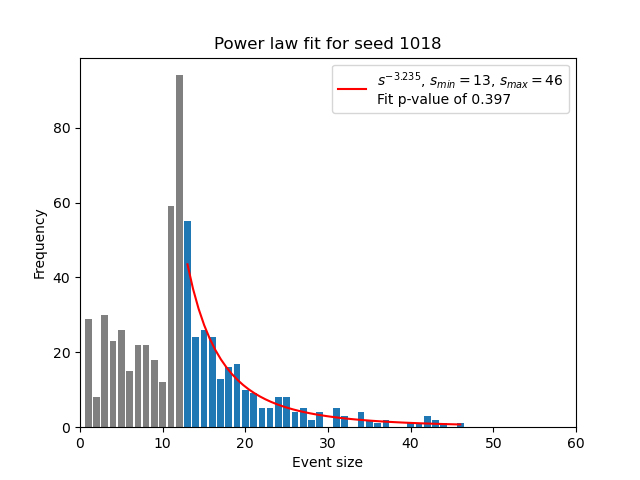 Power law fit for seed 1018
s^{-3.235}, s_{min} = 13, s_{max} = 46
Fit p-value of 0.397
Frequency
80
60
40
20
0
0 10 20 30 40 50 60
Event size